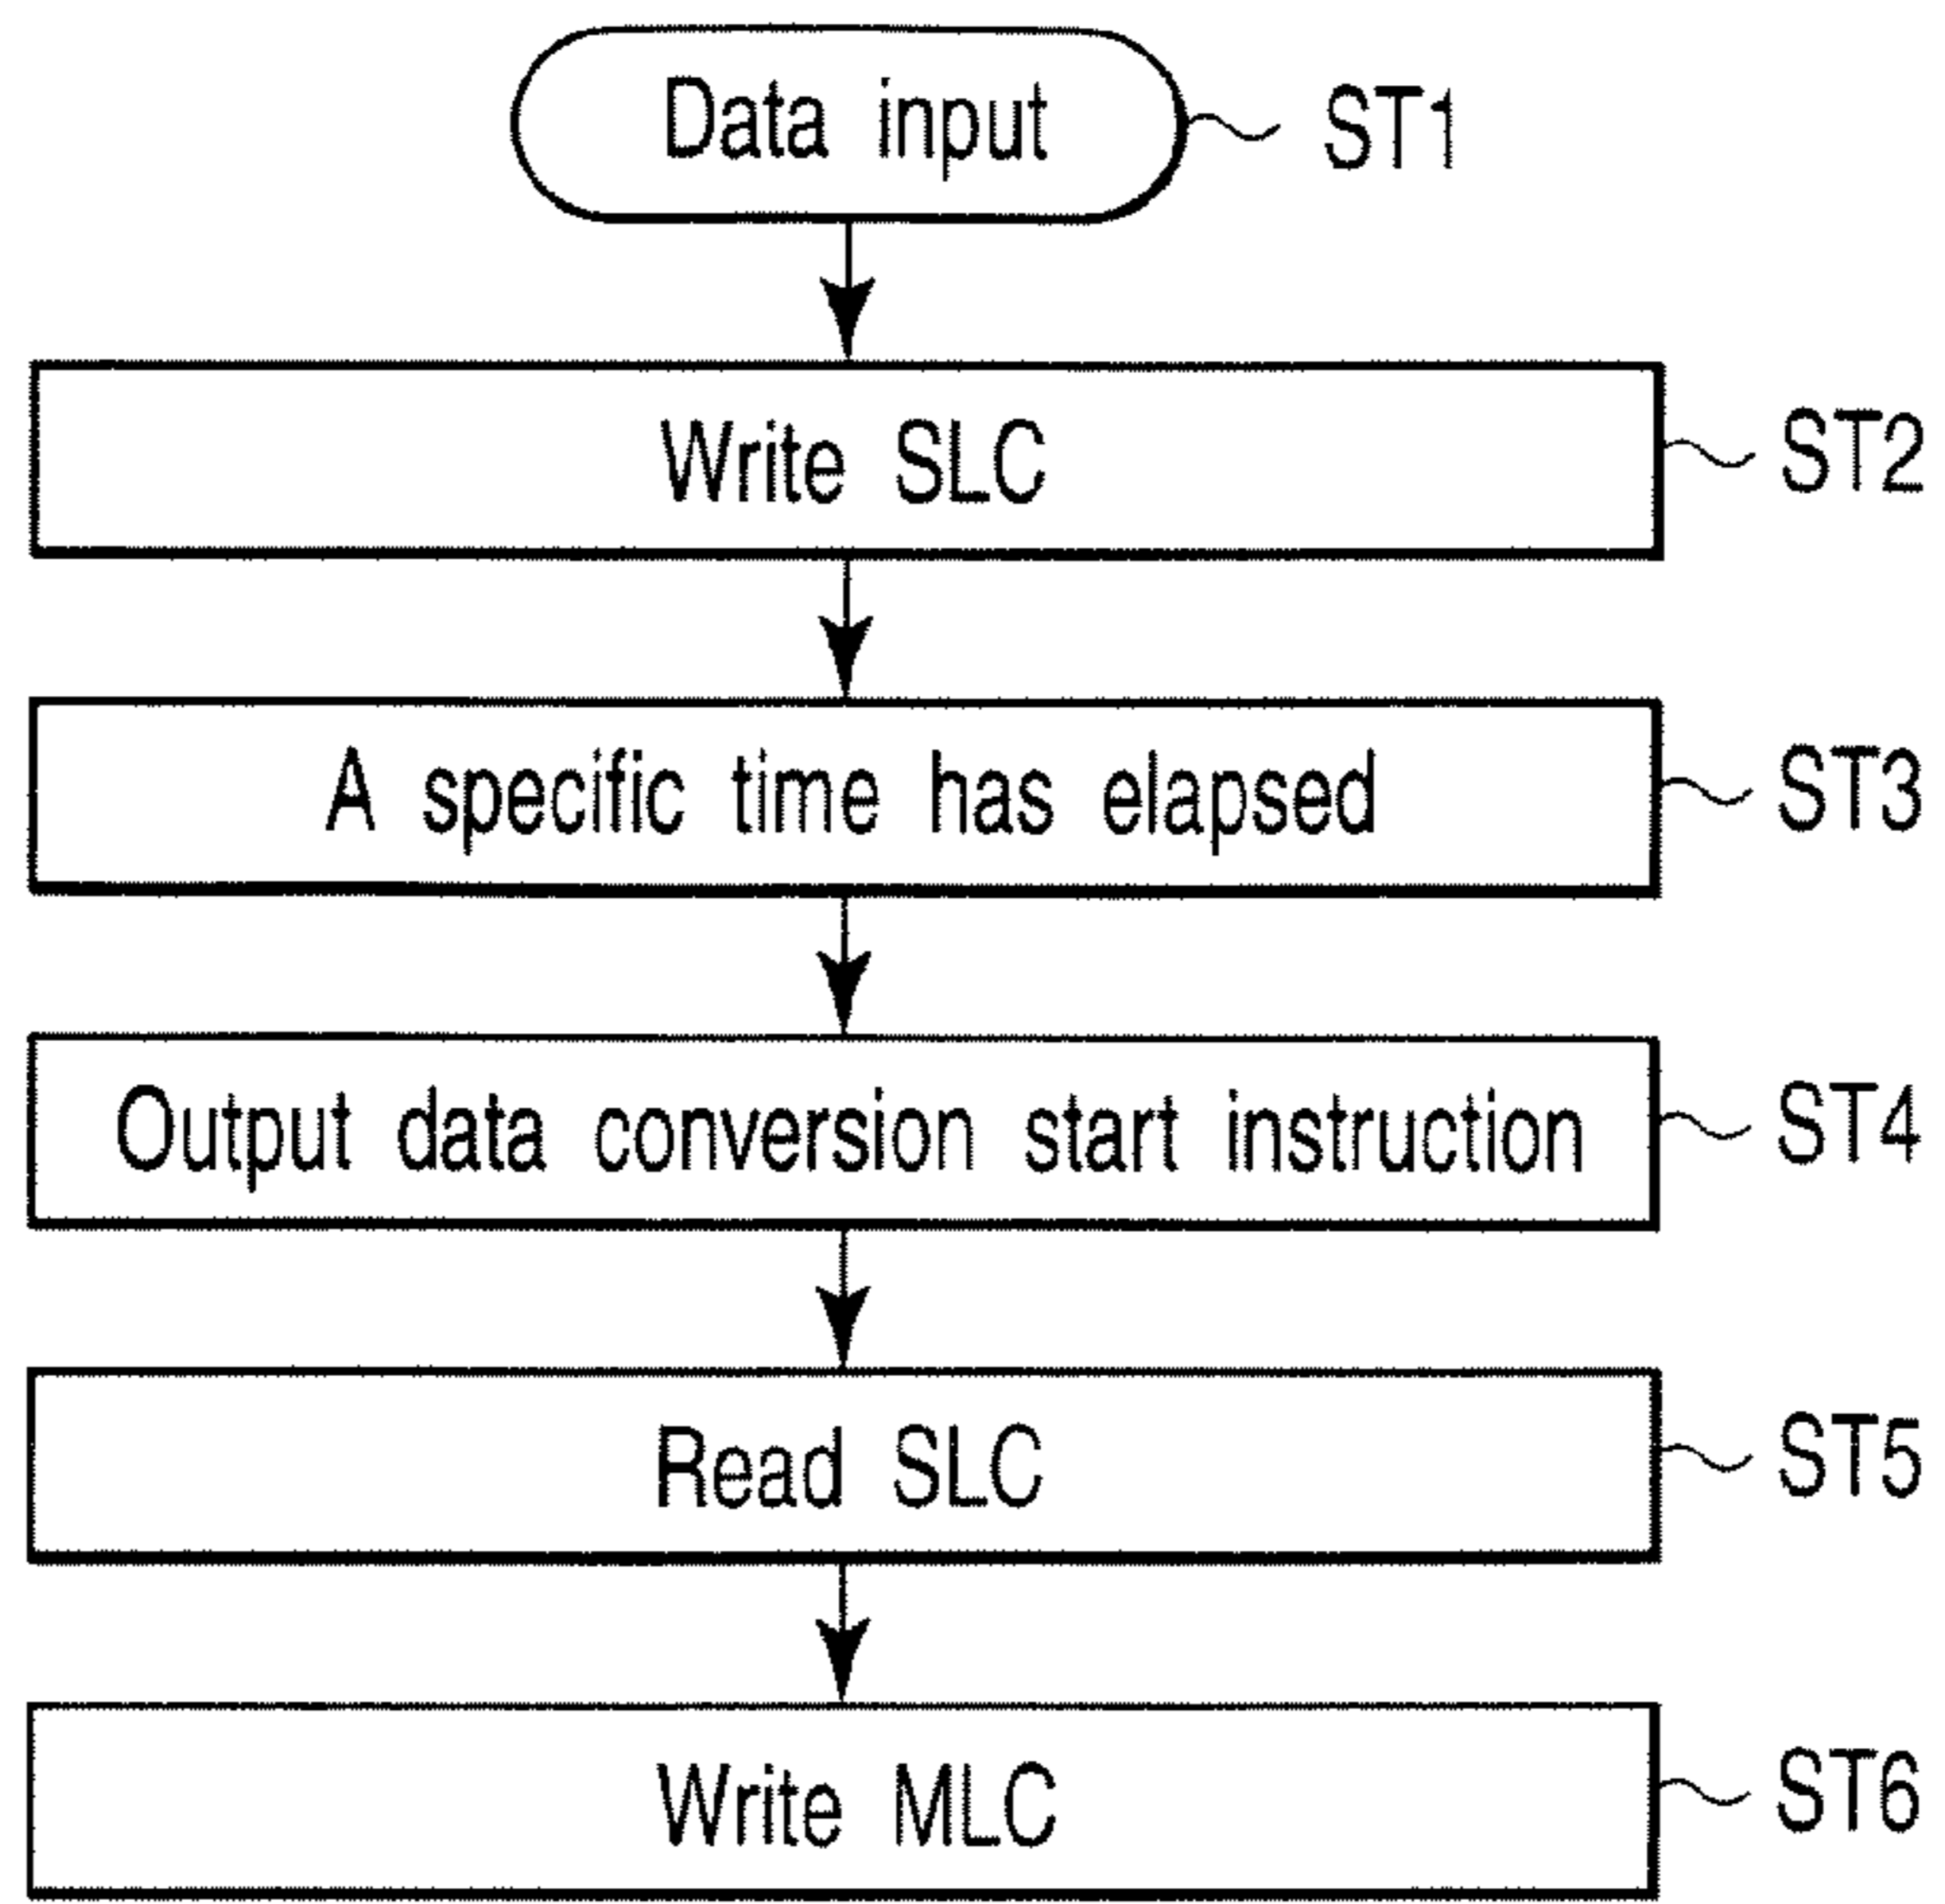 Data input ST1
Write SLC ST2
A specific time has elapsed ST3
Output data conversion start instruction ST4
Read SLC ST5
Write MLC ST6